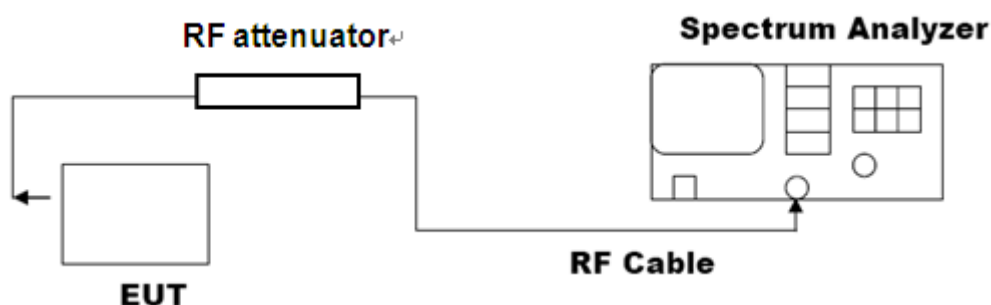 RF attenuator↵
Spectrum Analyzer
RF Cable
EUT